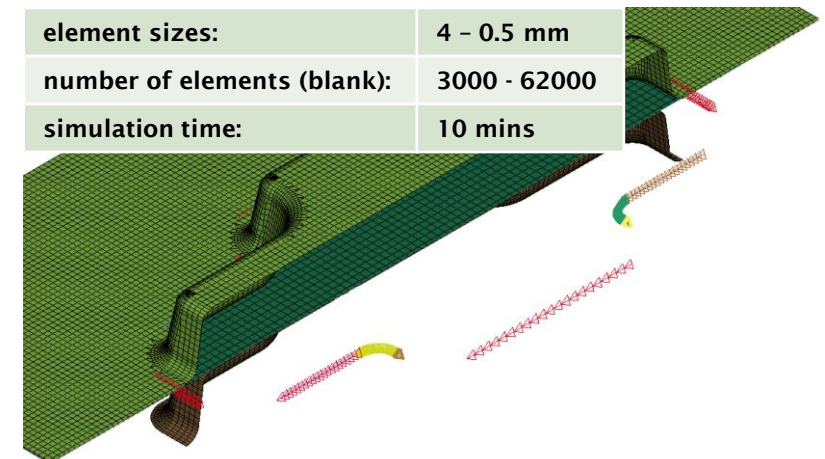 element sizes: 4 – 0.5 mm
number of elements (blank): 3000 - 62000
simulation time: 10 mins